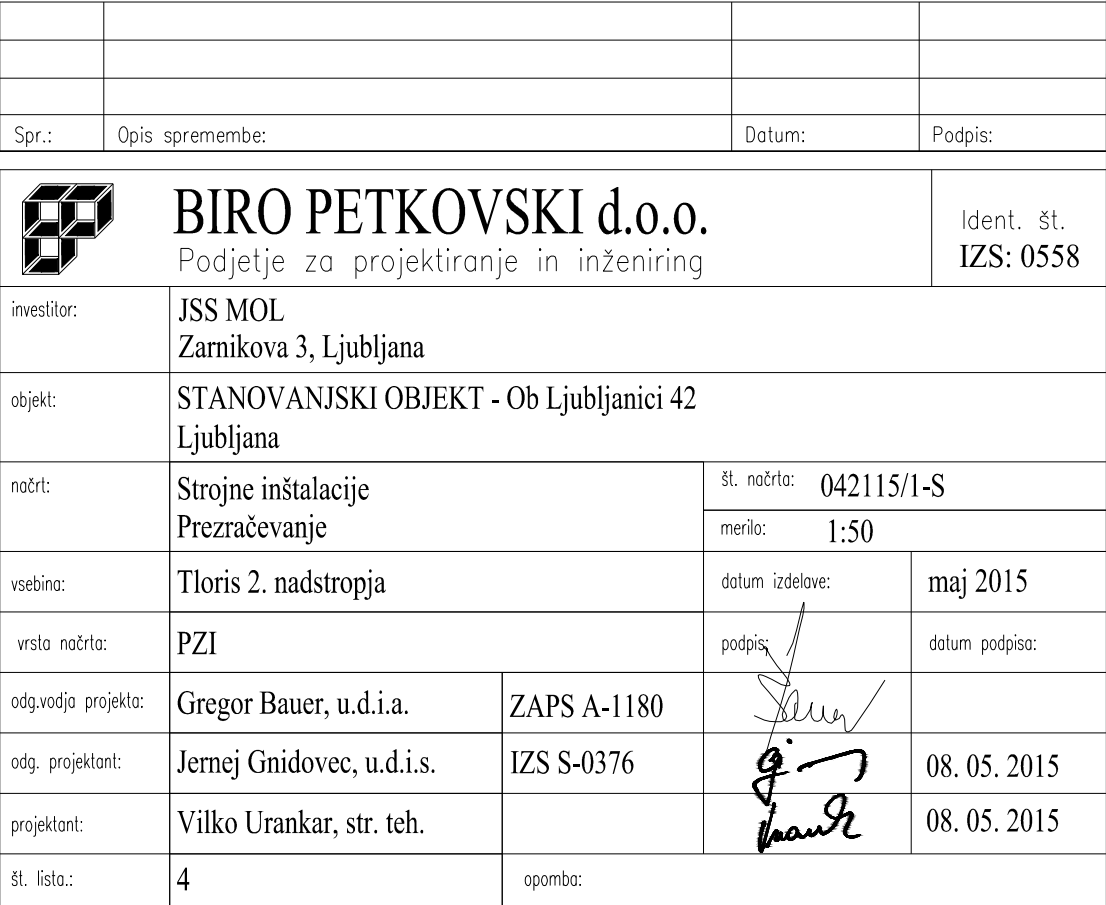 Spr.: Opis spremembe: Datum: Podpis:
BIRO PETKOVSKI d.o.o.
Podjetje za projektiranje in inženiring
Ident. št.
IZS: 0558
investitor: JSS MOL
Zarnikova 3, Ljubljana
objekt: STANOVANJSKI OBJEKT - Ob Ljubljanici 42
Ljubljana
načrt: Strojne inštalacije
Prezračevanje
št. načrta: 042115/1-S
merilo: 1:50
vsebina: Tloris 2. nadstropja datum izdelave: maj 2015
vrsta načrta: PZI podpis: datum podpisa:
odg.vodja projekta: Gregor Bauer, u.d.i.a. ZAPS A-1180
odg. projektant: Jernej Gnidovec, u.d.i.s. IZS S-0376 08. 05. 2015
projektant: Vilko Urankar, str. teh. 08. 05. 2015
št. lista.: 4 opomba: